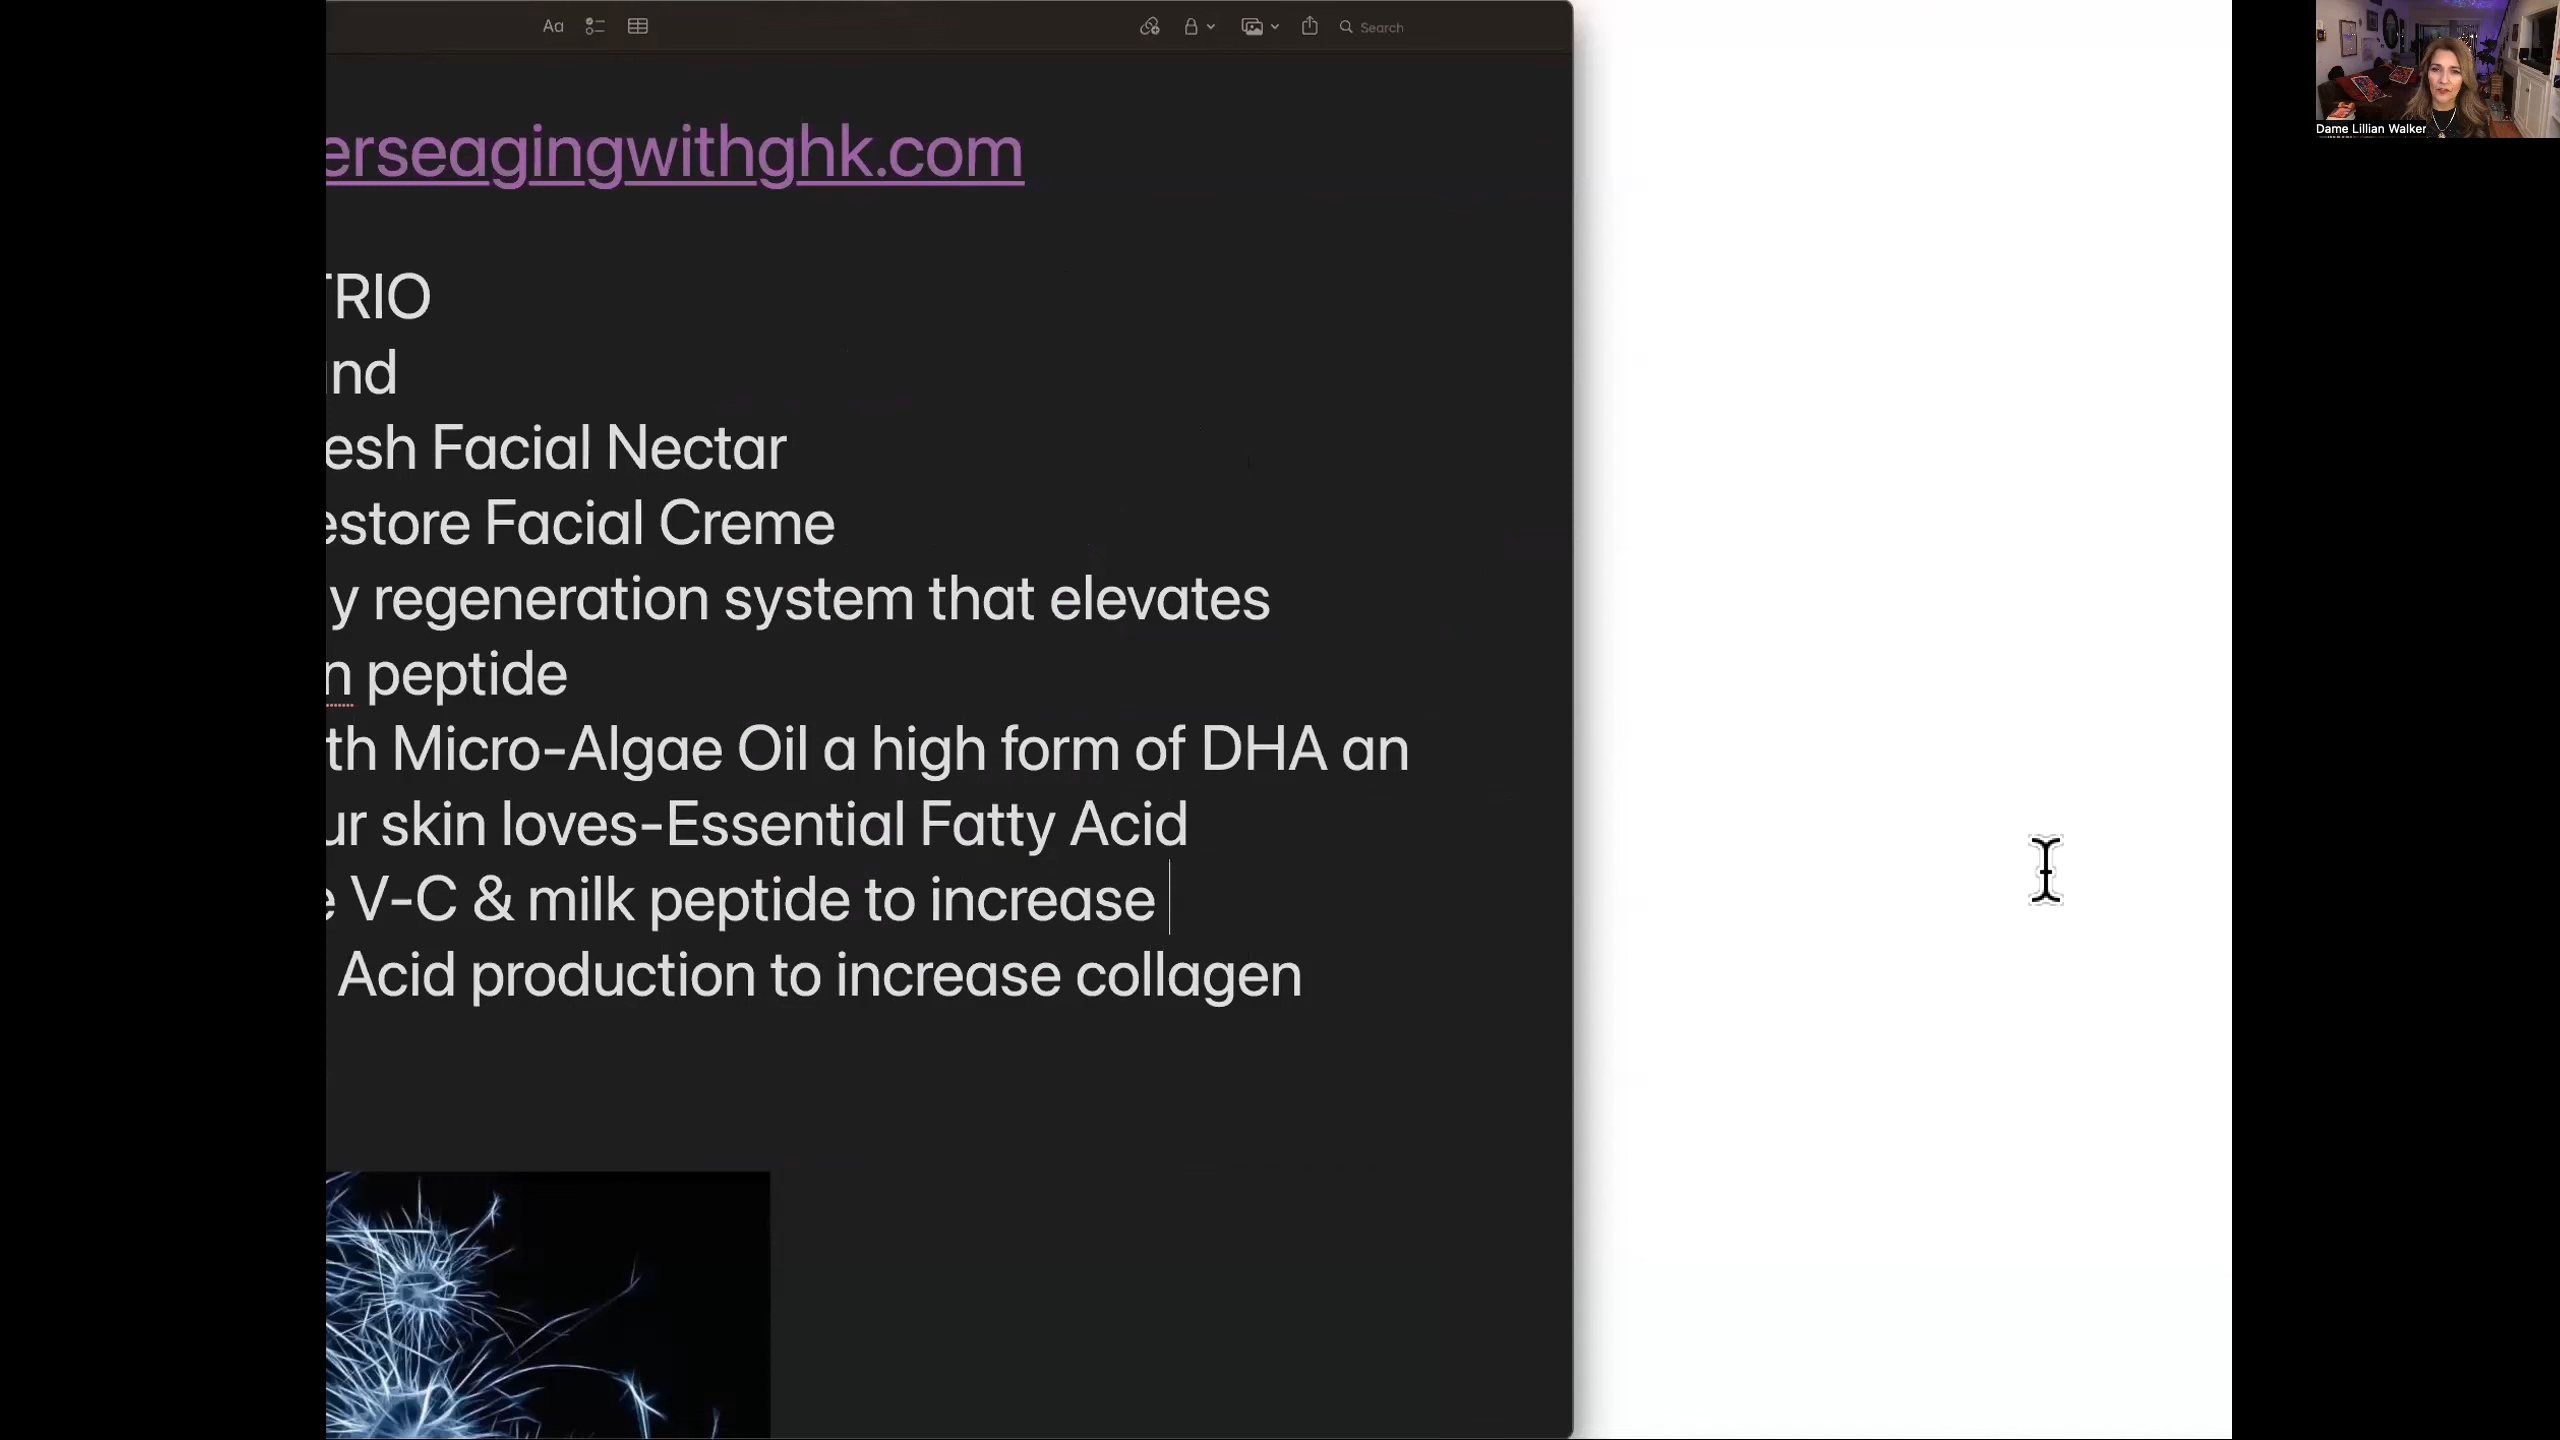 Aa
Search
Dame Lillian Walker
erseagingwithghk.com
TRIO
und
esh Facial Nectar
estore Facial Creme
y regeneration system that elevates
n peptide
th Micro-Algae Oil a high form of DHA an
ur skin loves-Essential Fatty Acid
e V-C & milk peptide to increase
Acid production to increase collagen